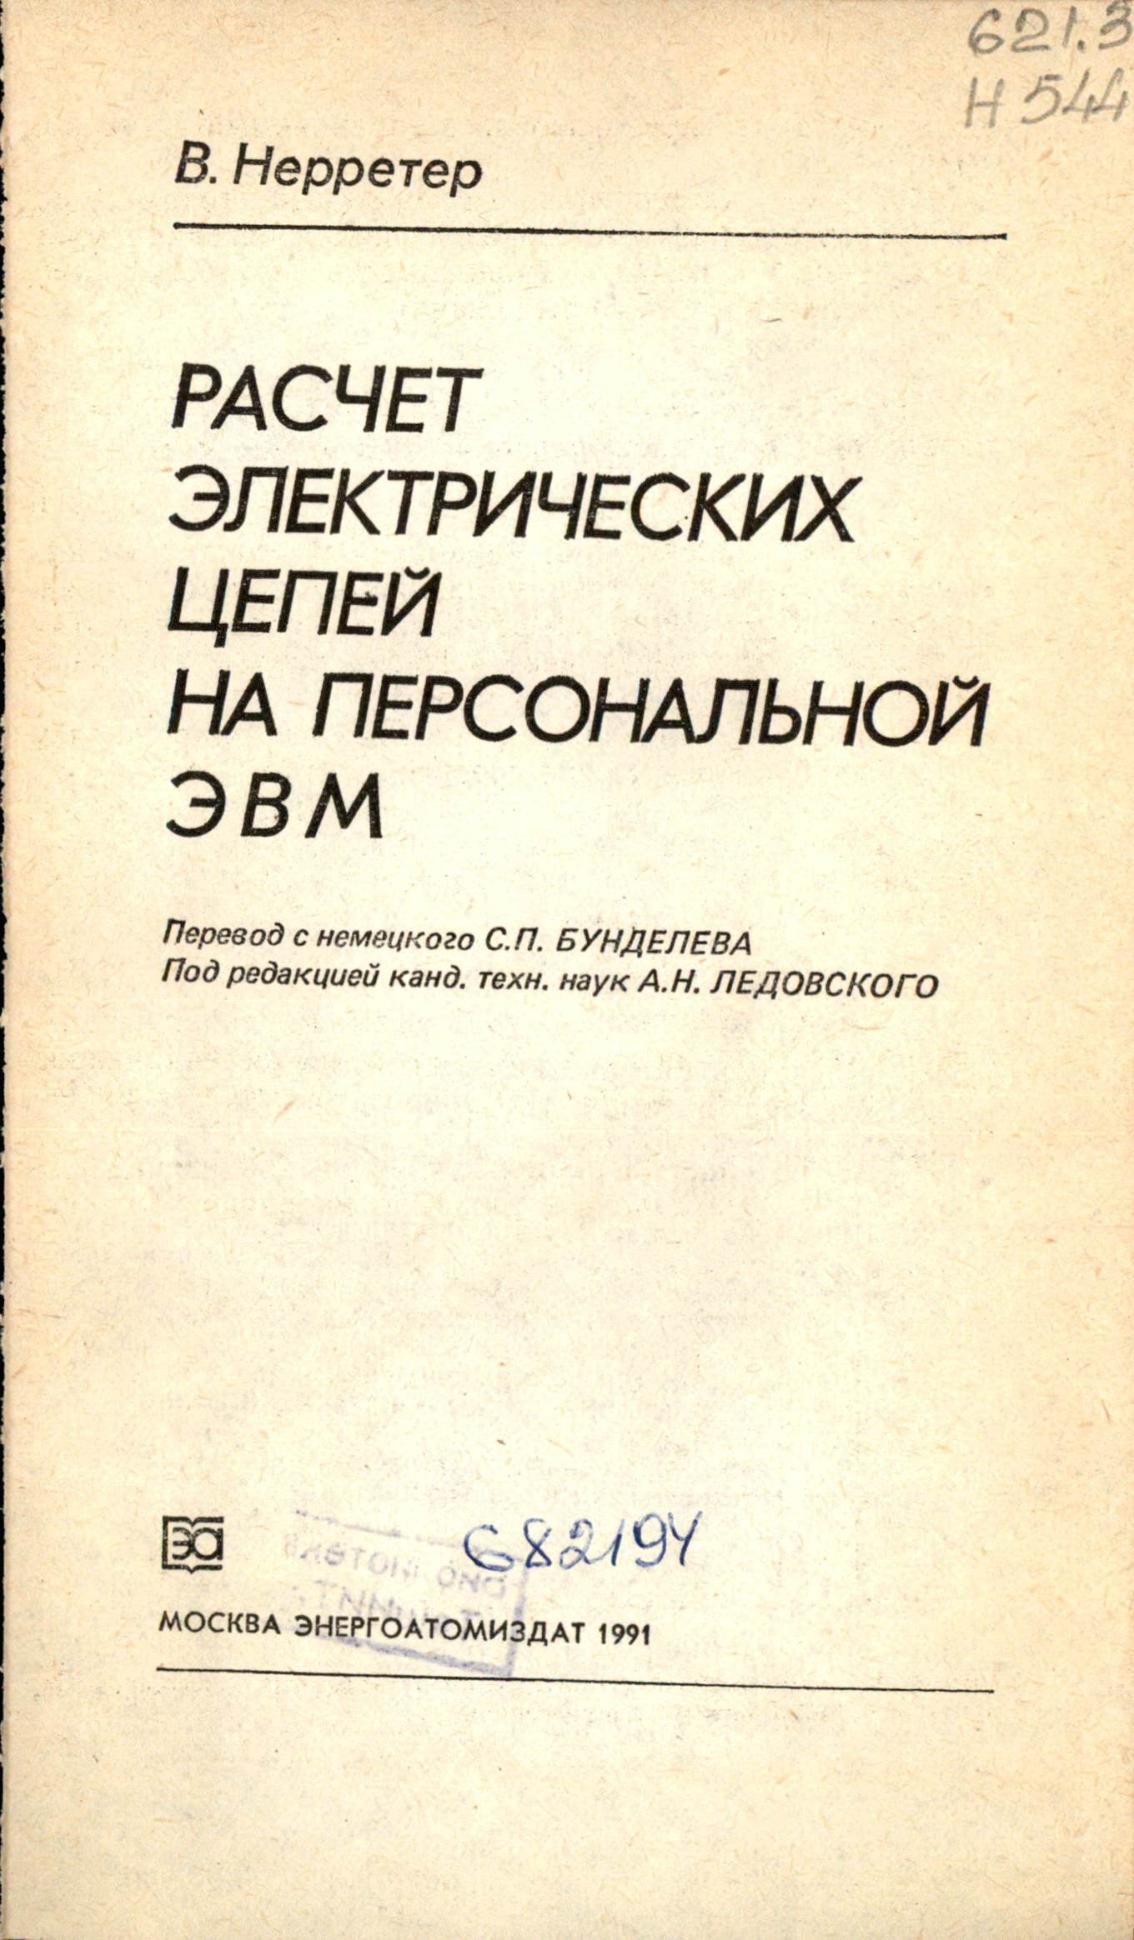 621.3
Н 544
В. Нерретер
РАСЧЕТ
ЭЛЕКТРИЧЕСКИХ
ЦЕПЕЙ
НА ПЕРСОНАЛЬНОЙ
ЭВМ
Перевод с немецкого С.П. БУНДЕЛЕВА
Под редакцией канд. техн. наук А.Н. ЛЕДОВСКОГО
682194
МОСКВА ЭНЕРГОАТОМИЗДАТ 1991